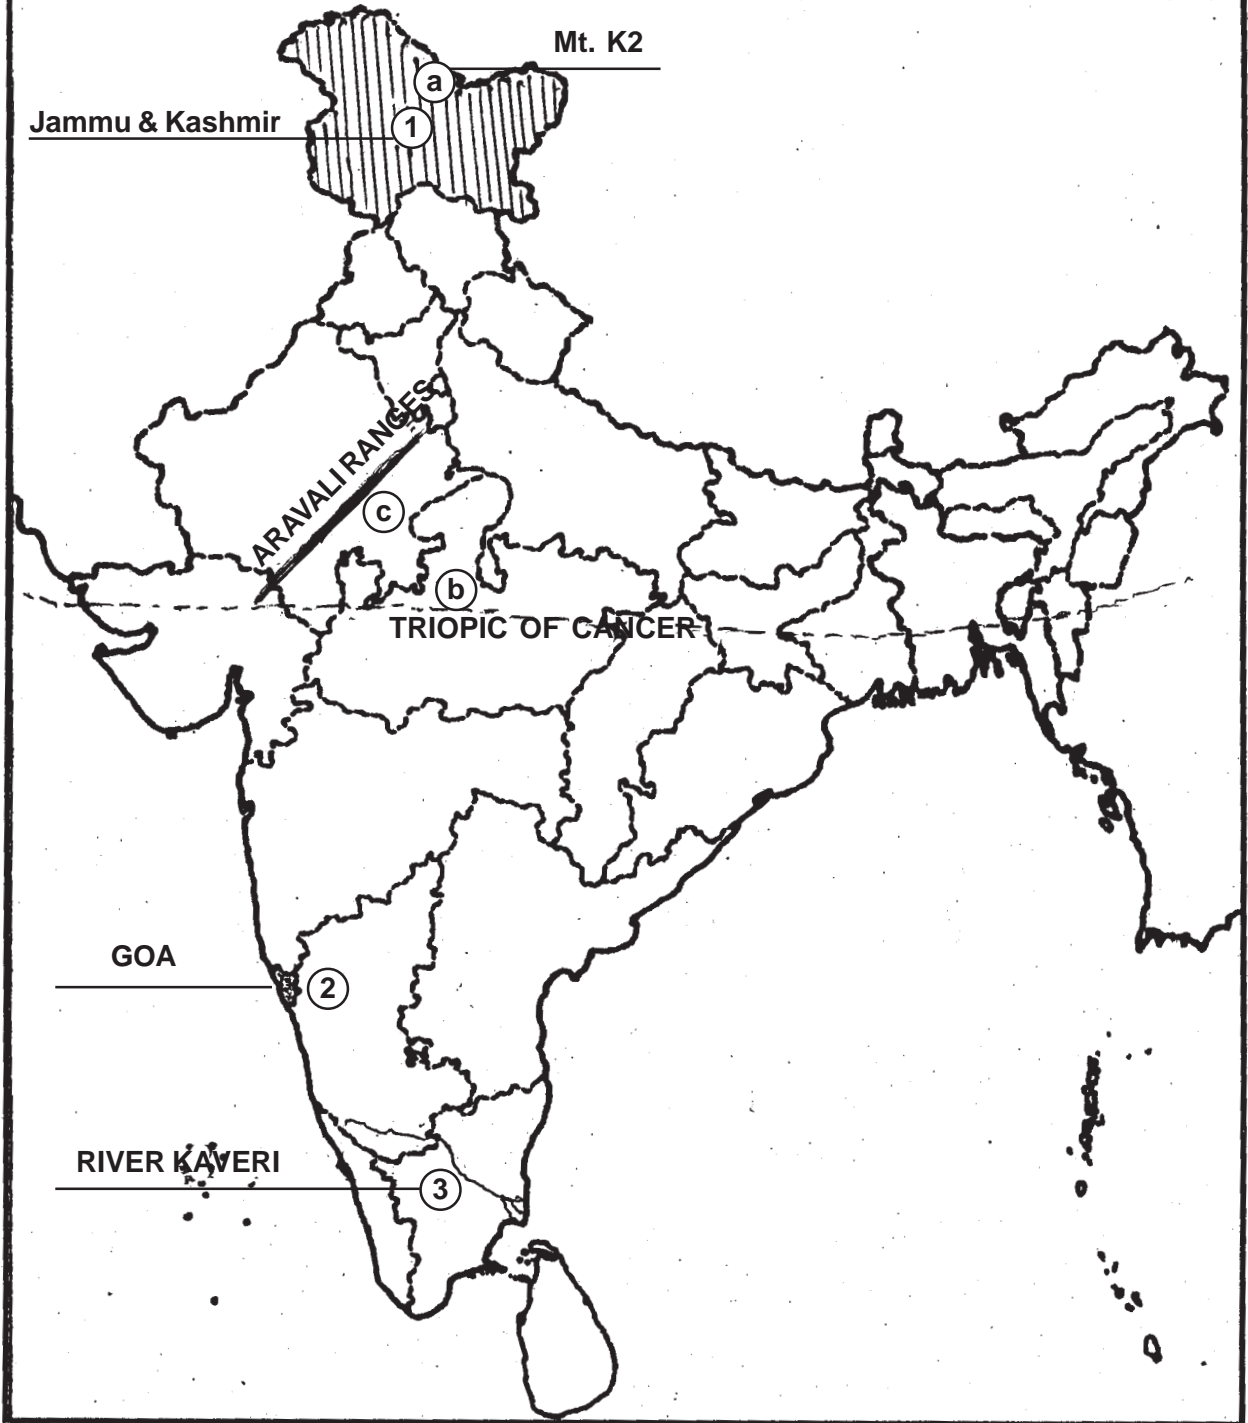 Mt. K2
a
Jammu & Kashmir
1
ARAVALI RANGES
c
b
TRIOPIC OF CANCER
GOA
2
RIVER KAVERI
3